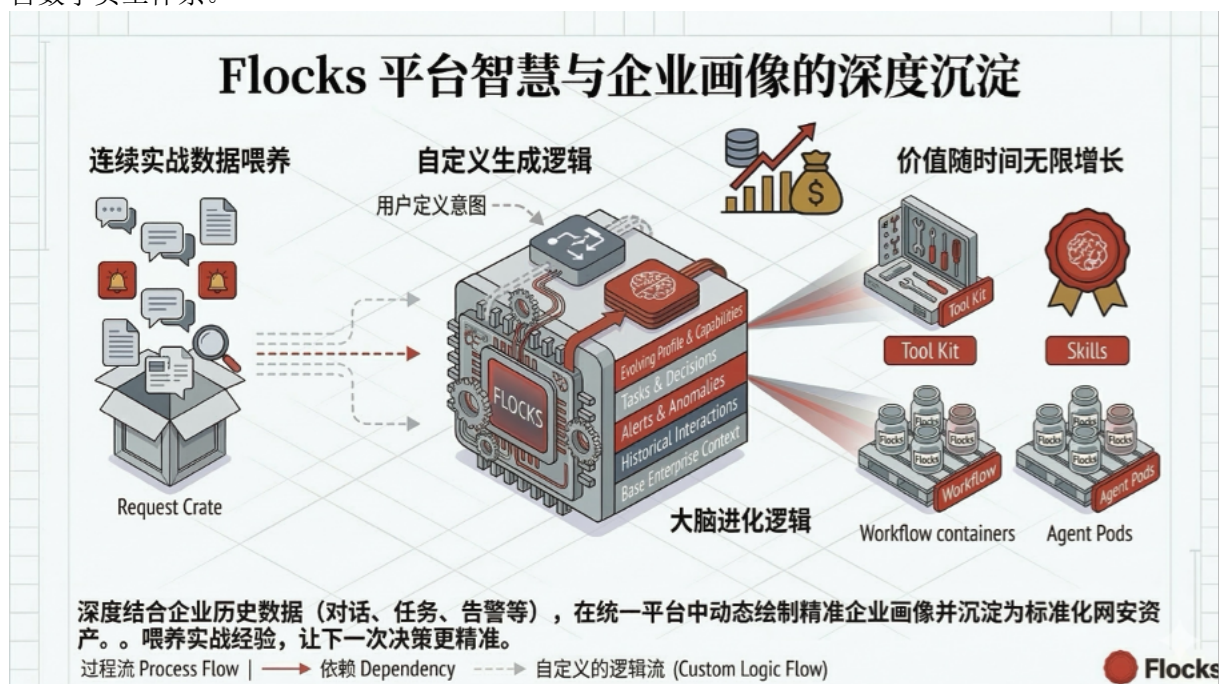 Flocks 平台智慧与企业画像的深度沉淀
连续实战数据喂养
自定义生成逻辑
用户定义意图
价值随时间无限增长
$
FLOCKS
Evolving Profile & Capabilities
Tasks & Decisions
Alerts & Anomalies
Historical Interactions
Base Enterprise Context
Tool Kit
Tool Kit
Skills
Flocks
Flocks
Flocks
Flocks
Workflow
Flocks
Flocks
Flocks
Flocks
Agent Pods
Request Crate
大脑进化逻辑
Workflow containers
Agent Pods
深度结合企业历史数据（对话、任务、告警等），在统一平台中动态绘制精准企业画像并沉淀为标准化网安资
产。。喂养实战经验，让下一次决策更精准。
过程流 Process Flow | 依赖 Dependency 自定义的逻辑流 (Custom Logic Flow)
Flocks